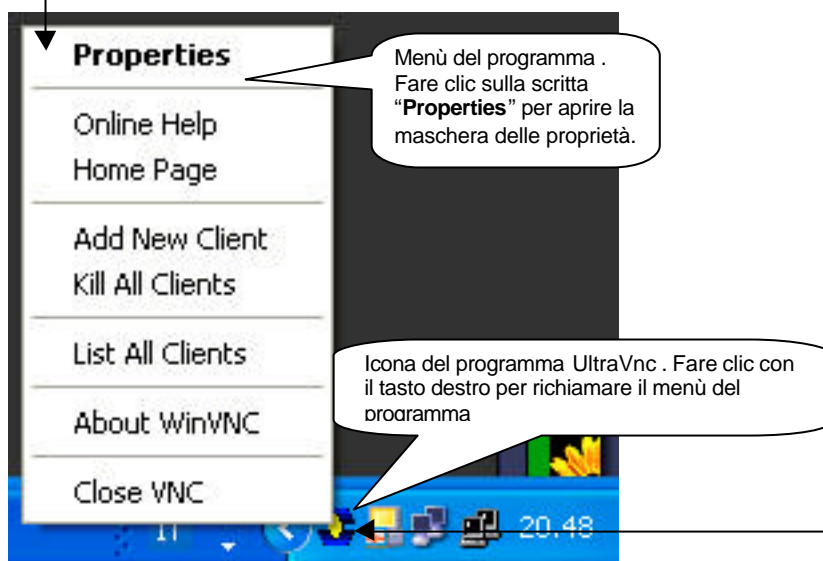 Properties
Online Help
Home Page
Add New Client
Kill All Clients
List All Clients
About WinVNC
Close VNC
Menù del programma .
Fare clic sulla scritta
“Properties” per aprire la
maschera delle proprietà.
Icona del programma UltraVnc . Fare clic con
il tasto destro per richiamare il menù del
programma
IT
20.48